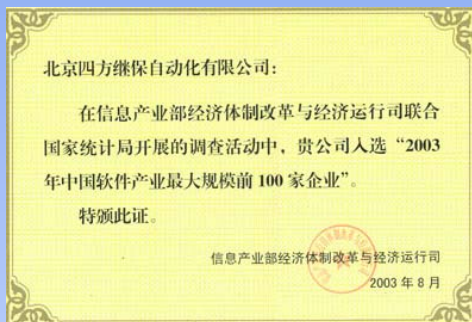 北京四方继保自动化有限公司：
在信息产业部经济体制改革与经济运行司联合
国家统计局开展的调查活动中，贵公司入选“2003
年中国软件产业最大规模前100家企业”。
特颁此证。
信息产业部经济体制改革与经济运行司
2003年8月